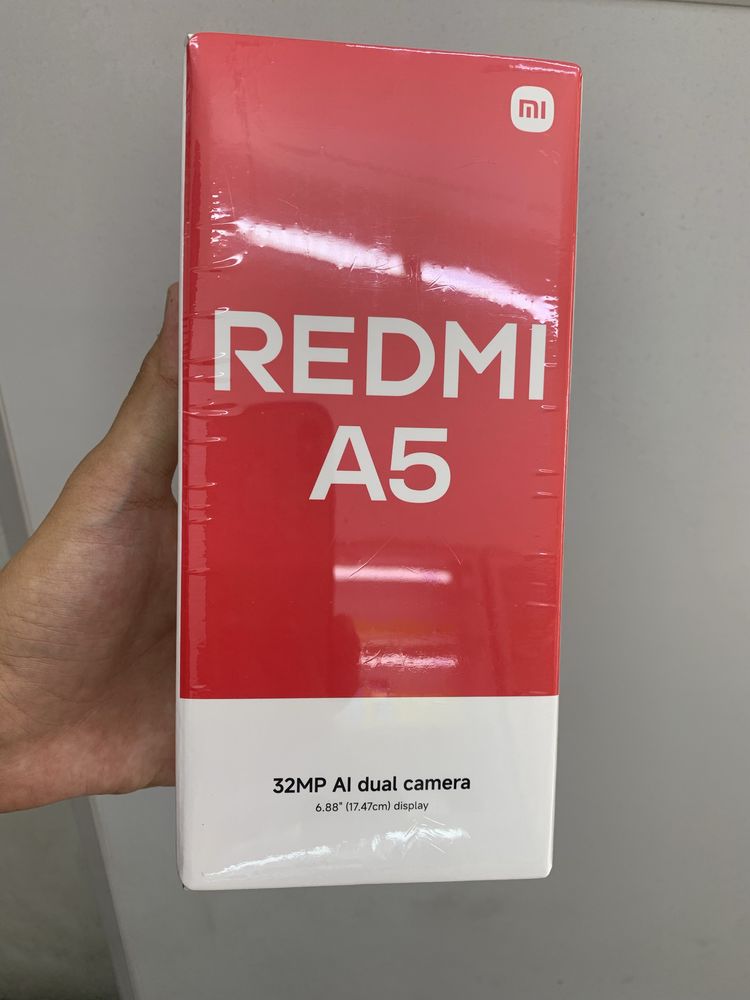 mi
REDMI
A5
32MP AI dual camera
6.88" (17.47cm) display